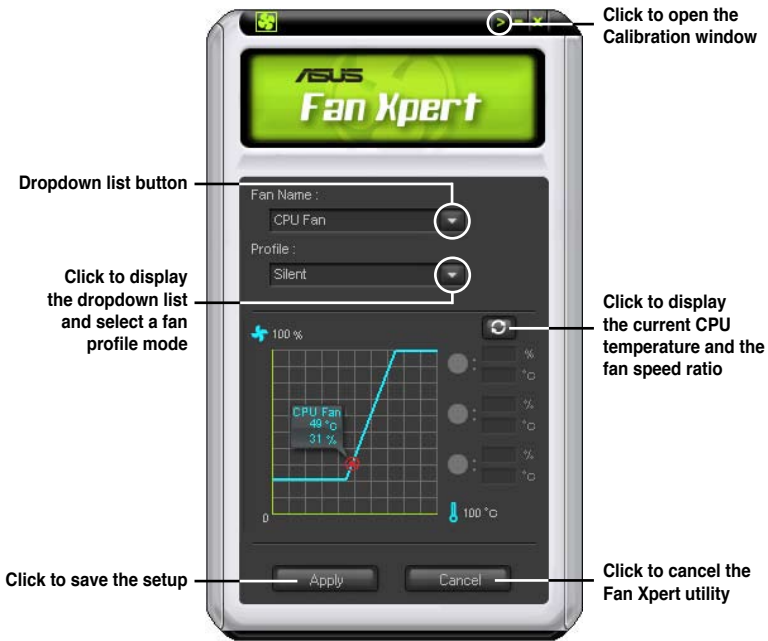 Click to open the
Calibration window
ASUS
Fan Xpert
Dropdown list button
Fan Name :
CPU Fan
Profile :
Silent
Click to display
the dropdown list
and select a fan
profile mode
Click to display
the current CPU
temperature and the
fan speed ratio
100 %
%
°C
CPU Fan
49 °C
31 %
:
%
°C
:
%
°C
:
0
100 °C
Click to save the setup
Apply
Cancel
Click to cancel the
Fan Xpert utility